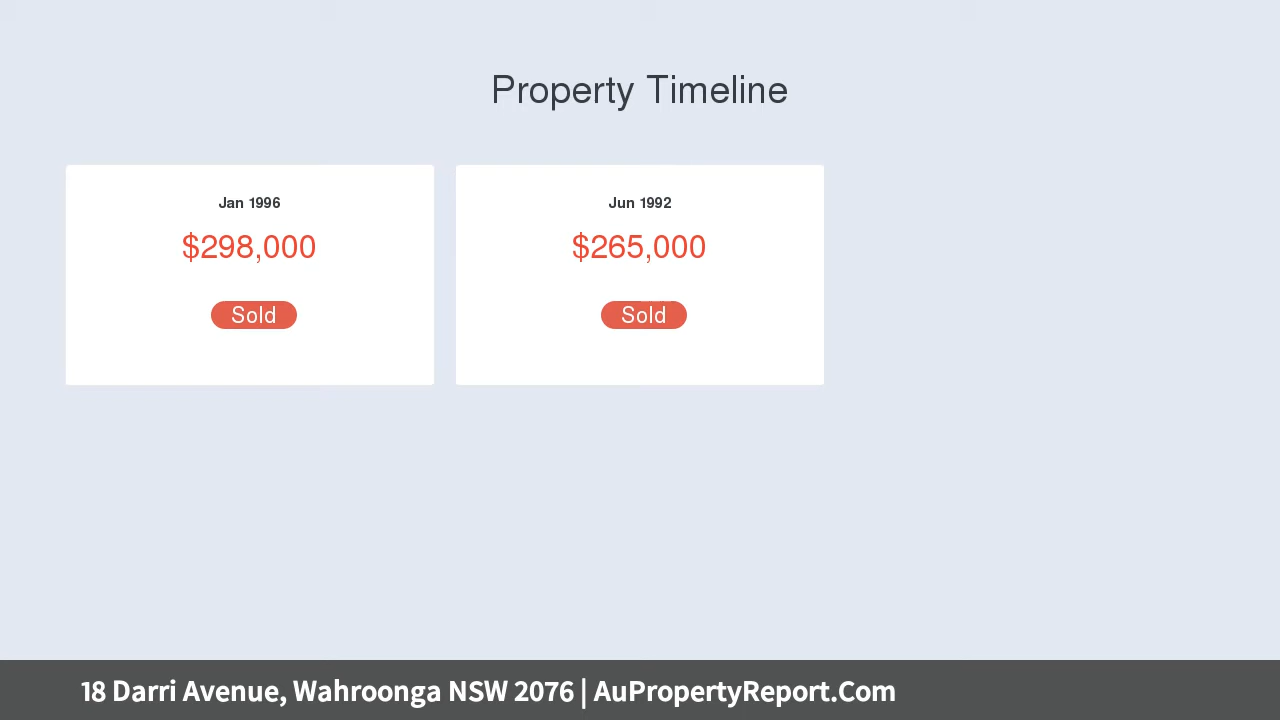 Property Timeline
Jan 1996
$298,000
Sold
Jun 1992
$265,000
Sold
18 Darri Avenue, Wahroonga NSW 2076 | AuPropertyReport.Com